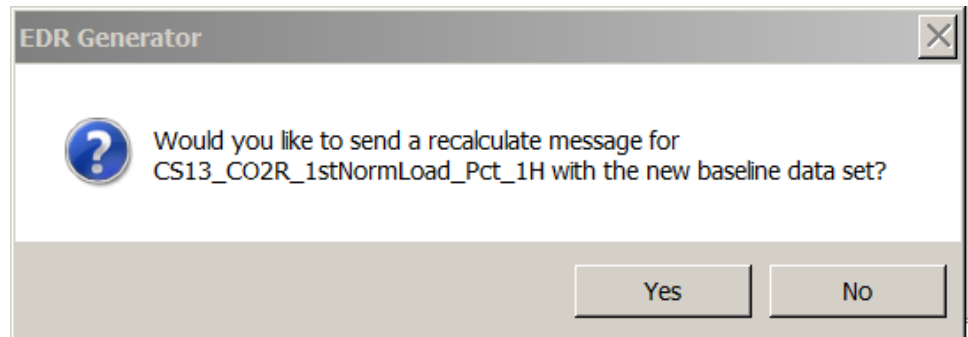 EDR Generator
?
Would you like to send a recalculate message for
CS13_CO2R_1stNormLoad_Pct_1H with the new baseline data set?
Yes No